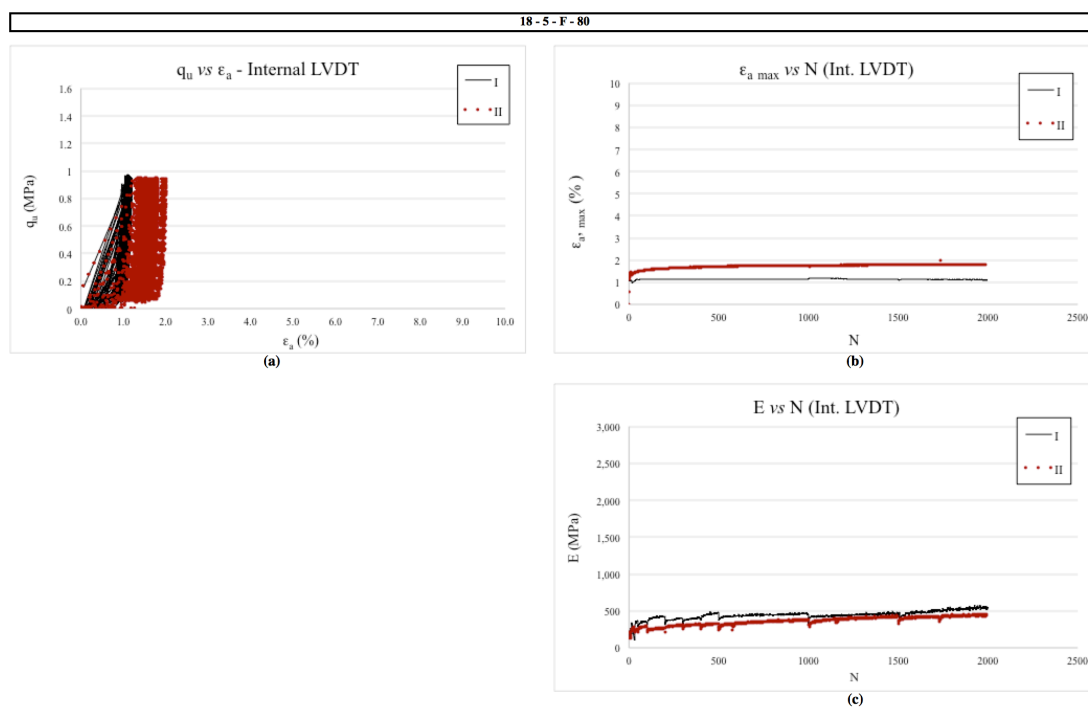 18 - 5 - F - 80
qu vs εa - Internal LVDT
I
II
1.6
1.4
1.2
1
0.8
0.6
0.4
0.2
0
qu (MPa)
0.0 1.0 2.0 3.0 4.0 5.0 6.0 7.0 8.0 9.0 10.0
εa (%)
(a)
εa max vs N (Int. LVDT)
I
II
10
9
8
7
6
5
4
3
2
1
0
εa, max (%)
0 500 1000 1500 2000 2500
N
(b)
E vs N (Int. LVDT)
I
II
3,000
2,500
2,000
1,500
1,000
500
0
E (MPa)
0 500 1000 1500 2000 2500
N
(c)